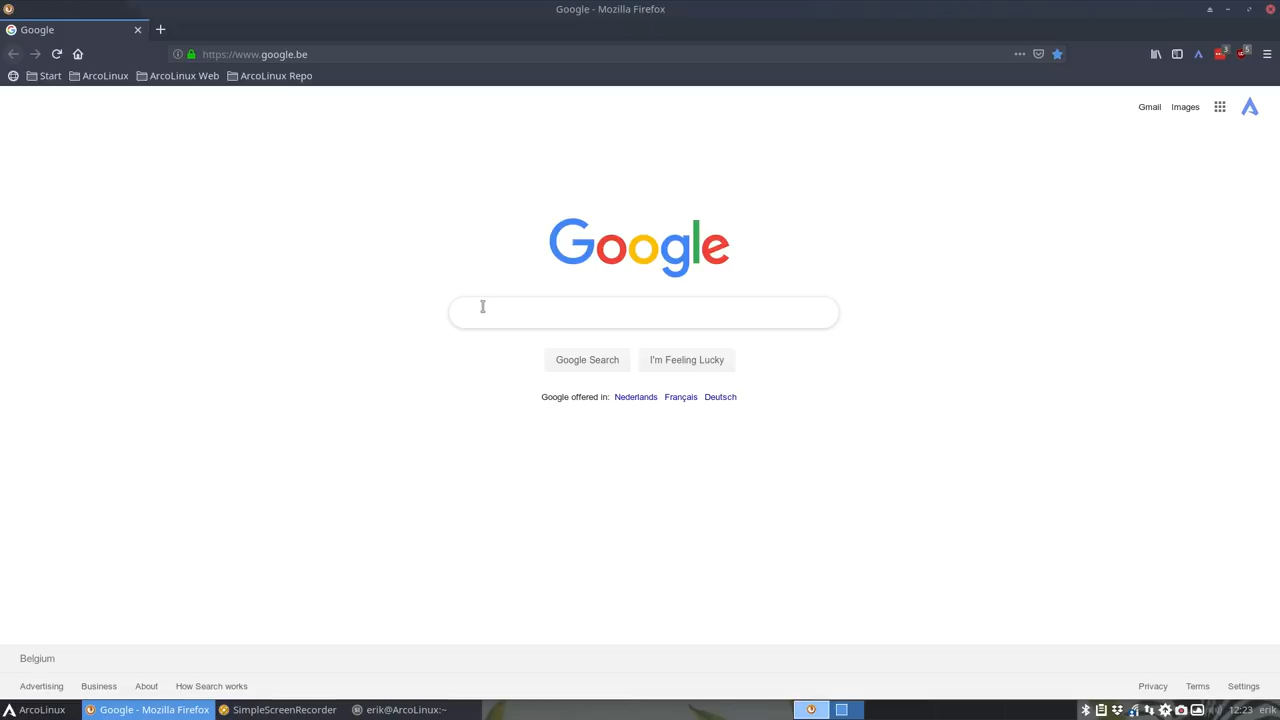 Google - Mozilla Firefox
Google
https://www.google.be
3
5
Start
ArcoLinux
ArcoLinux Web
ArcoLinux Repo
Gmail
Images
Google
Google Search
I'm Feeling Lucky
Google offered in: Nederlands Français Deutsch
Belgium
Advertising
Business
About
How Search works
Privacy
Terms
Settings
ArcoLinux
Google - Mozilla Firefox
SimpleScreenRecorder
erik@ArcoLinux:~
12:23
erik